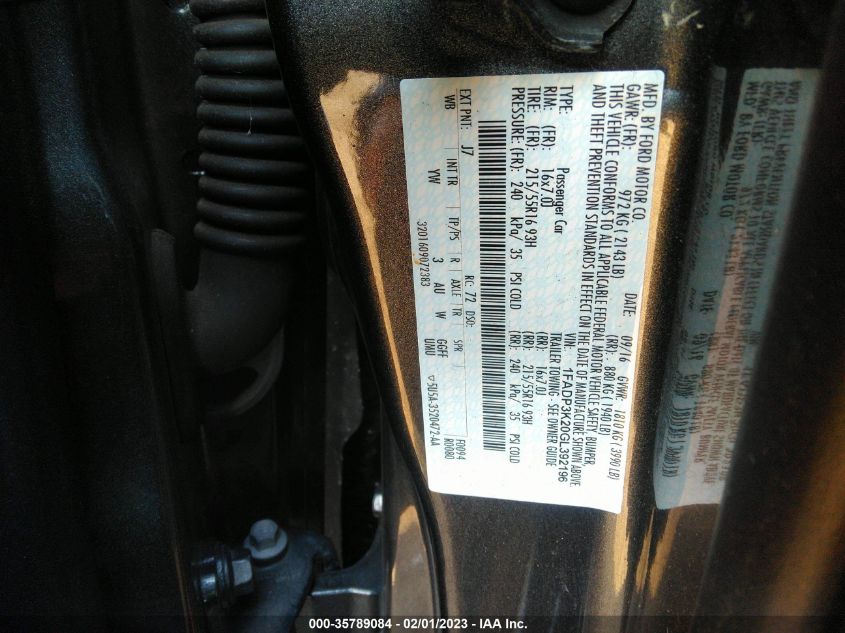 MFD. BY FORD MOTOR CO.
DATE: 09/16 GVWR: 1810 KG ( 3990 LB)
GAWR: (FR): 972 KG ( 2143 LB) (RR): 880 KG ( 1940 LB)
THIS VEHICLE CONFORMS TO ALL APPLICABLE FEDERAL MOTOR VEHICLE SAFETY, BUMPER,
AND THEFT PREVENTION STANDARDS IN EFFECT ON THE DATE OF MANUFACTURE SHOWN ABOVE
VIN: 1FADP3K20GL392196
TYPE: Passenger Car TRAILER TOWING - SEE OWNER GUIDE
RIM: (FR): 16x7.0J (RR): 16x7.0J
TIRE: (FR): 215/55R16 93H (RR): 215/55R16 93H
PRESSURE: (FR): 240 kPa/ 35 PSI COLD (RR): 240 kPa/ 35 PSI COLD
EXT PNT: J7 RC: 72 DSO:
WB INT TR TP/PS R AXLE TR SPR
YW 3 AU W GGFF
F0094
R0080
3201609072383 UMU 5U5A-3520472-AA
000-35789084 - 02/01/2023 - IAA Inc.